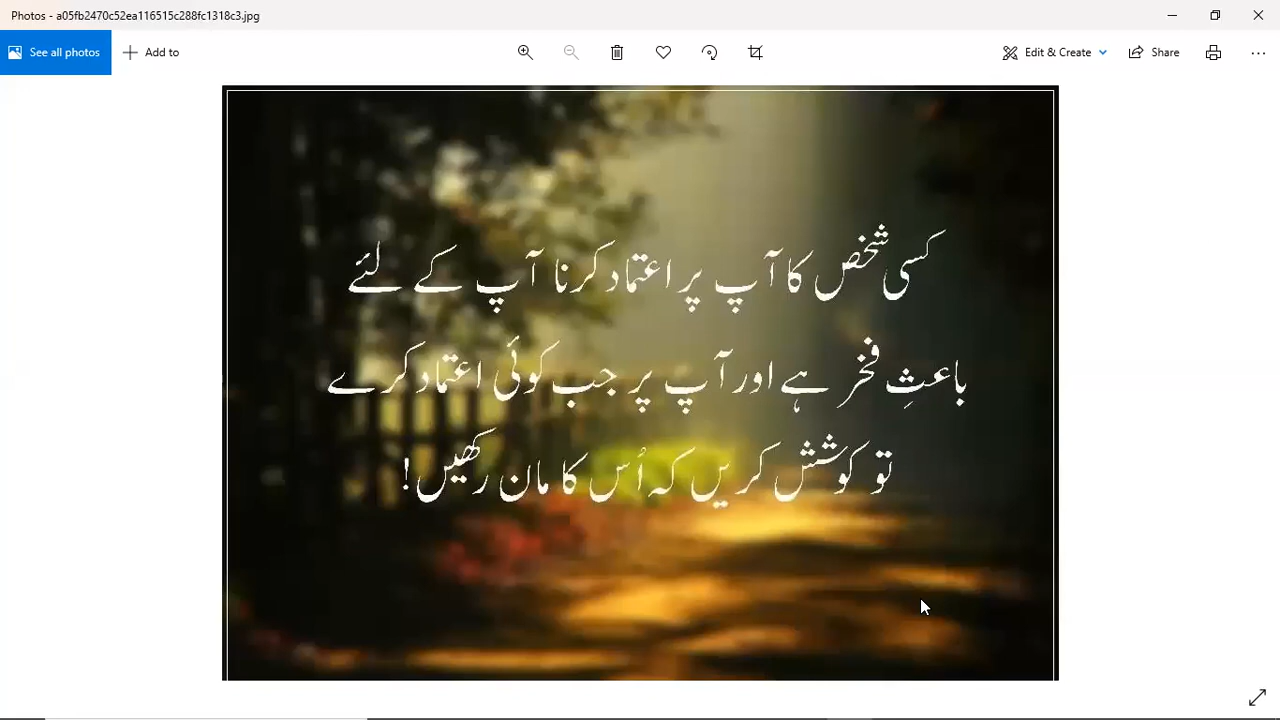 Photos - a05fb2470c52ea116515c288fc1318c3.jpg
See all photos
Add to
Edit & Create
Share
کسی شخص کا آپ پر اعتماد کرنا آپ کے لئے
باعثِ فخر ہے اور آپ پر جب کوئی اعتماد کرے
تو کوشش کریں کہ اُس کا مان رکھیں!